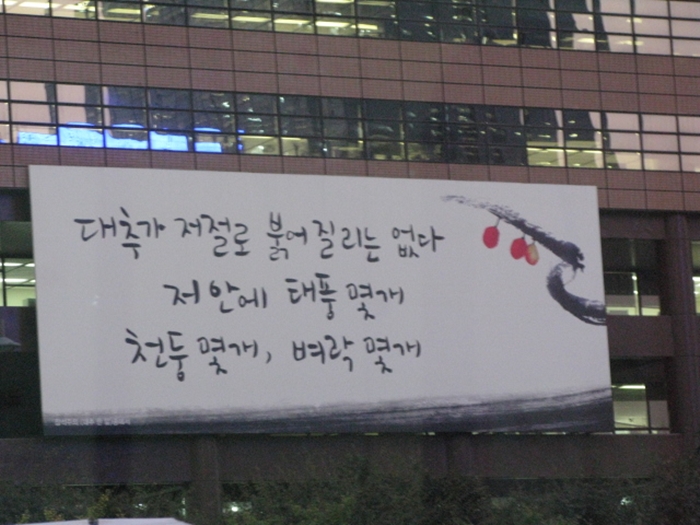 대추가 저절로 붉어질리는 없다
저 안에 태풍 몇개
천둥 몇개, 벼락 몇개